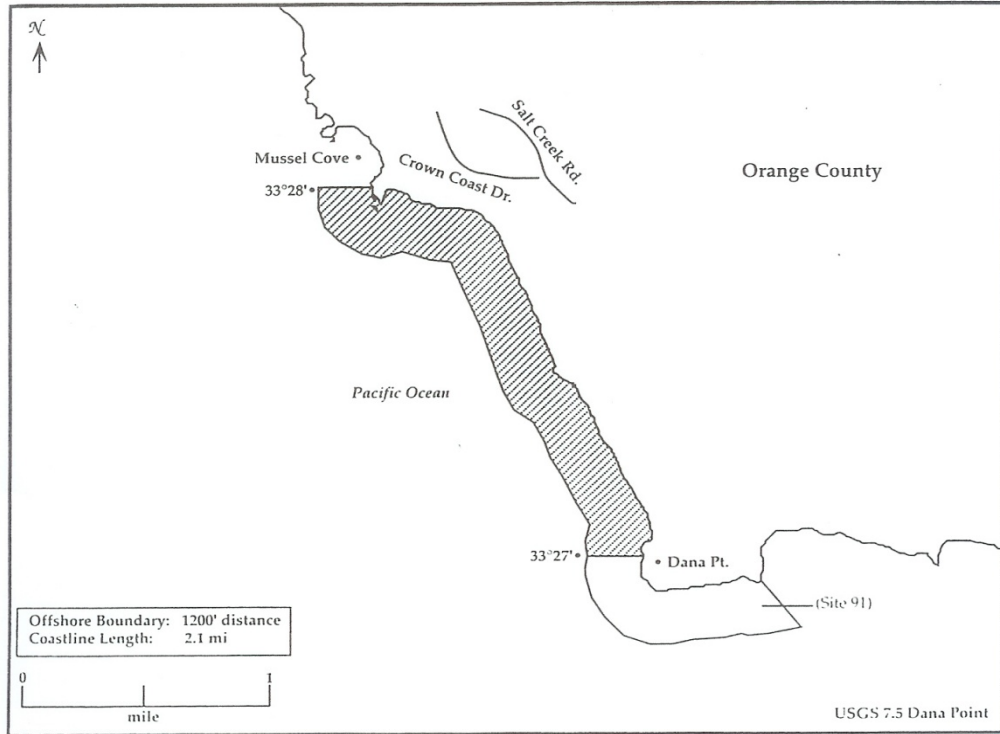 N
Salt Creek Rd.
Mussel Cove
Crown Coast Dr.
Orange County
33°28'
Pacific Ocean
33°27'
Dana Pt.
(Site 91)
Offshore Boundary: 1200' distance
Coastline Length: 2.1 mi
0 1
mile
USGS 7.5 Dana Point